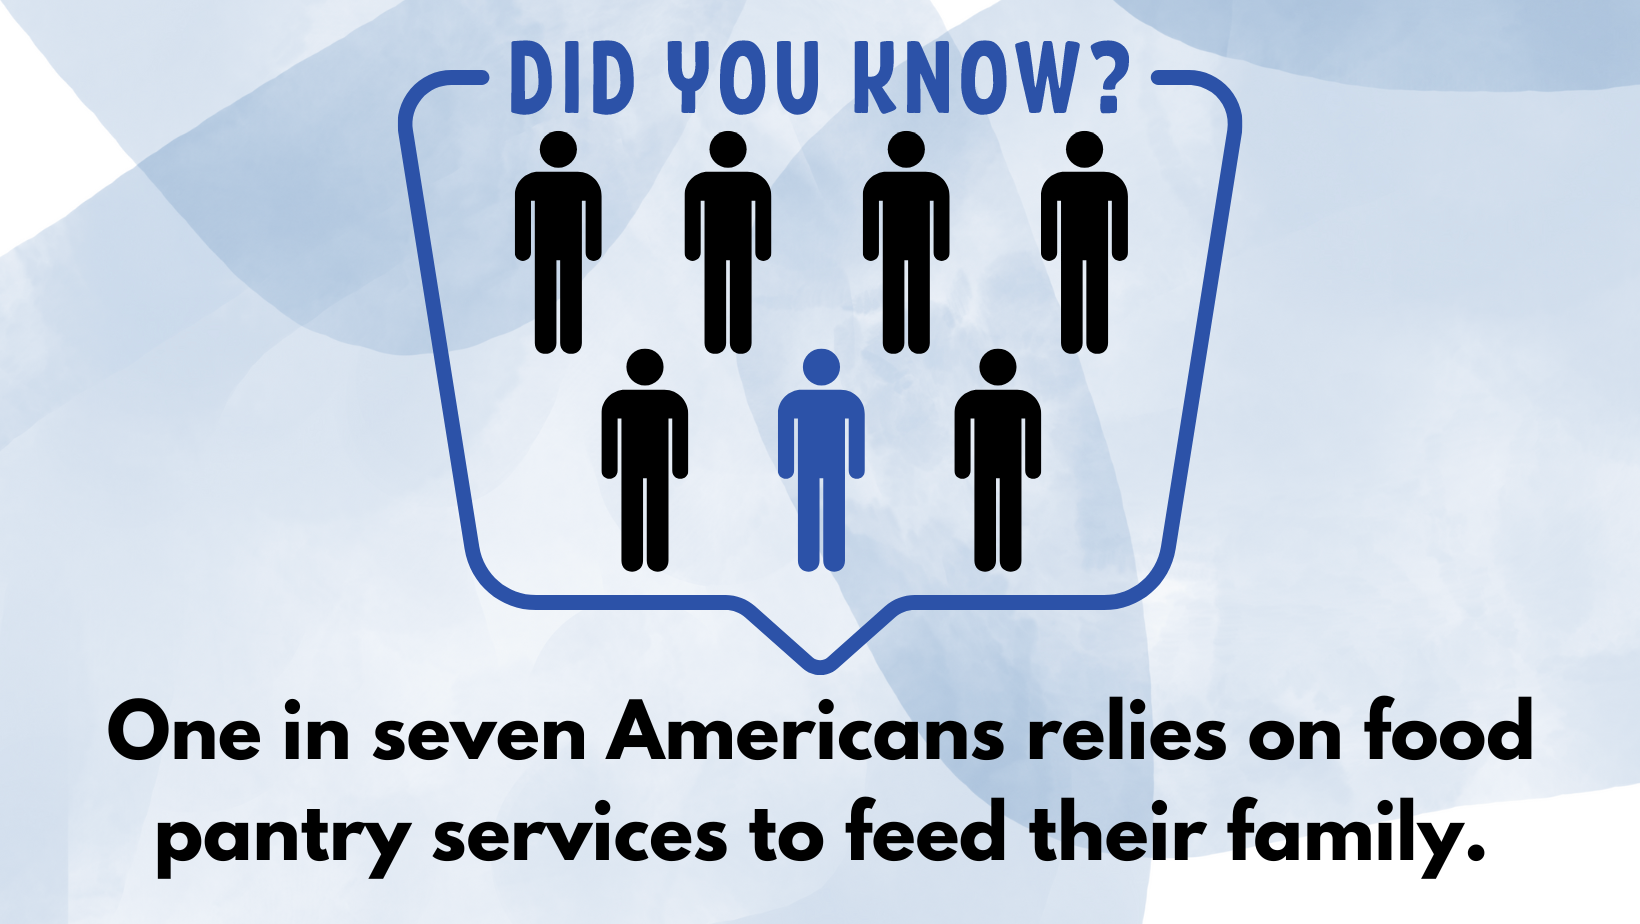 DID YOU KNOW?
One in seven Americans relies on food
pantry services to feed their family.